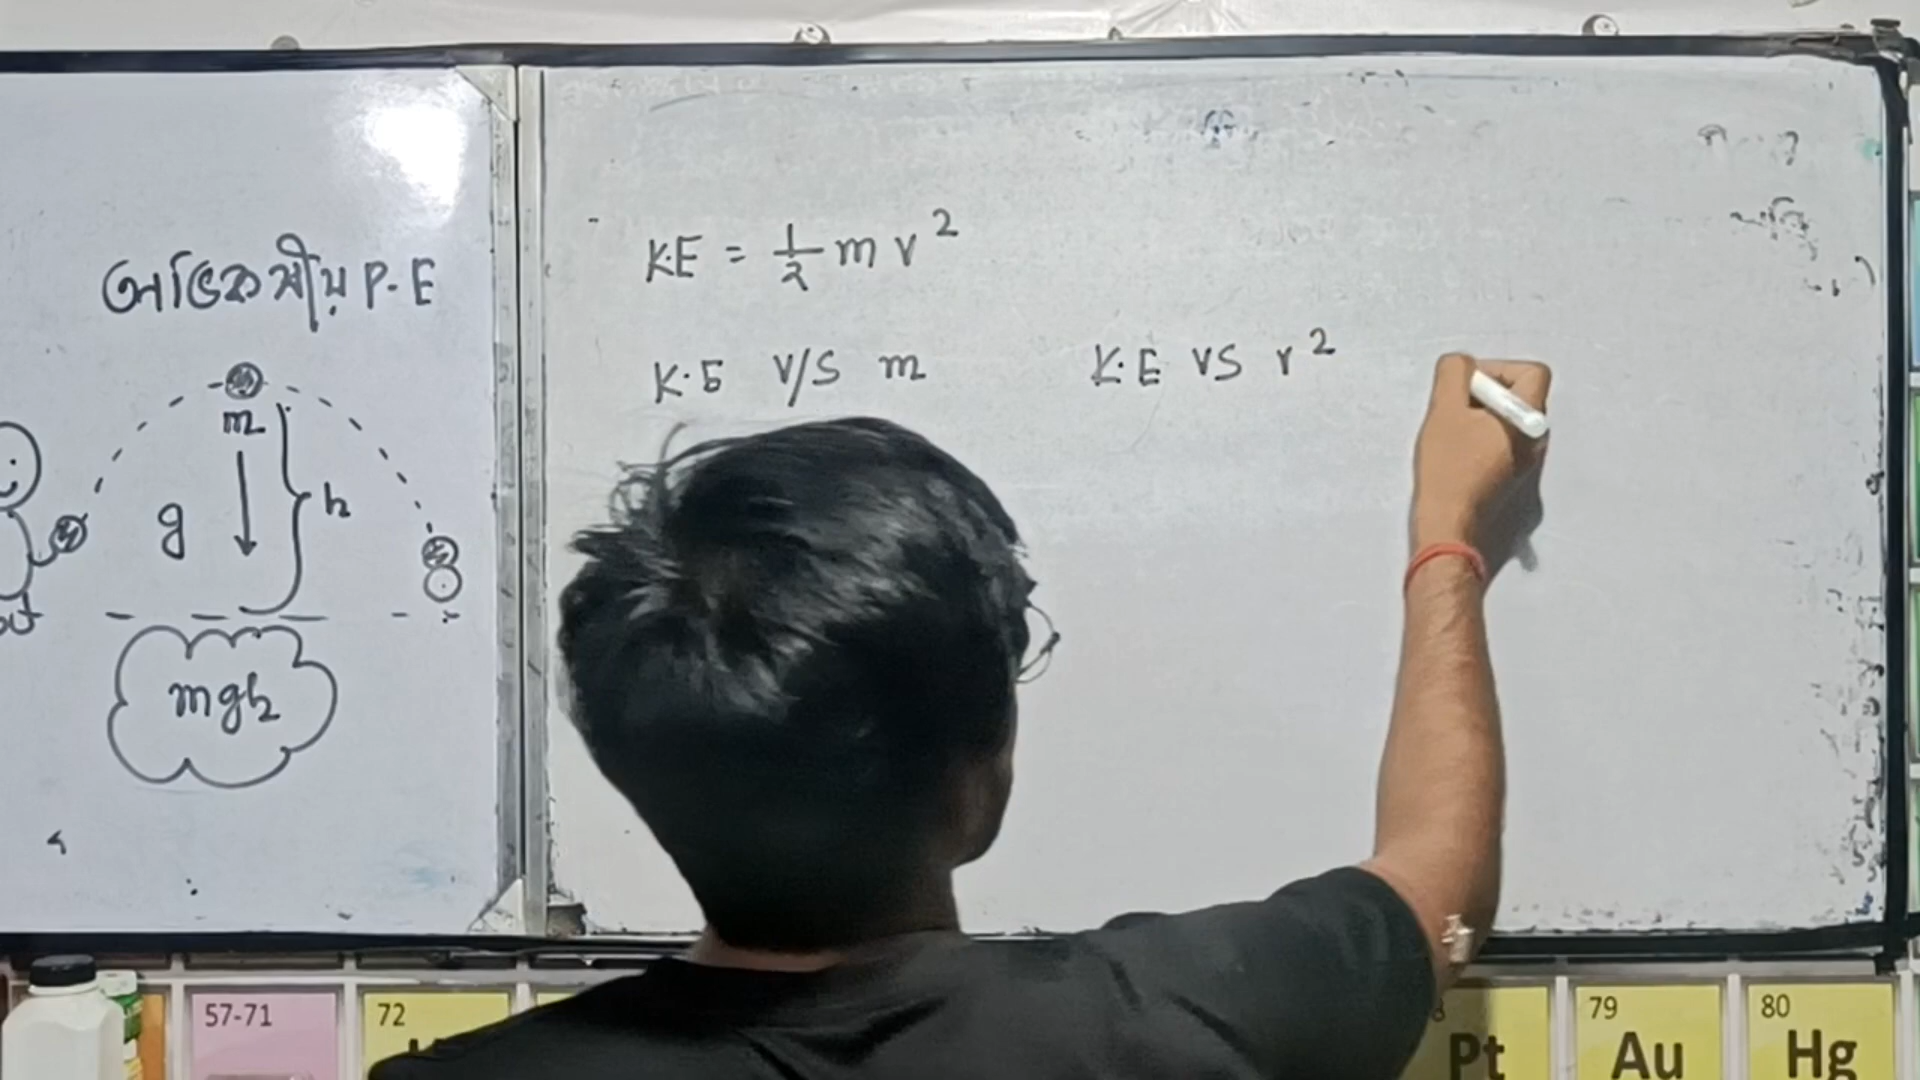 অভিকর্ষীয় P.E
m
g
h
mgh
K.E = 1/2 m v²
K.E V/S m
K.E VS v²
57-71
72
Pt
79
Au
80
Hg